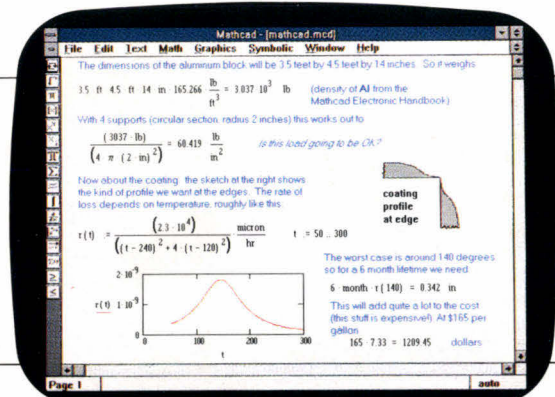 Mathcad - [mathcad.mcd]
File Edit Text Math Graphics Symbolic Window Help
The dimensions of the aluminum block will be 3.5 feet by 4.5 feet by 14 inches. So it weighs
3.5 ft 4.5 ft 14 in 165.266 lb/ft³ = 3.037 10³ lb
(density of Al from the
Mathcad Electronic Handbook)
With 4 supports (circular section, radius 2 inches) this works out to
(3037 lb)/(4 π (2 in)²) = 60.419 lb/in²
Is this load going to be OK?
Now about the coating: the sketch at the right shows
the kind of profile we want at the edges. The rate of
loss depends on temperature, roughly like this:
coating
profile
at edge
r(t) = (2.3 10⁴)/((t - 240)² + 4 (t - 120)²) micron/hr t := 50 .. 300
The worst case is around 140 degrees
so for a 6 month lifetime we need
6 month r(140) = 0.342 in
This will add quite a lot to the cost
(this stuff is expensive!) At $165 per
gallon
165 7.33 = 1209.45 dollars
2 10⁻⁹
r(t) 1 10⁻⁹
0
0 100 200 300
t
Page 1 auto